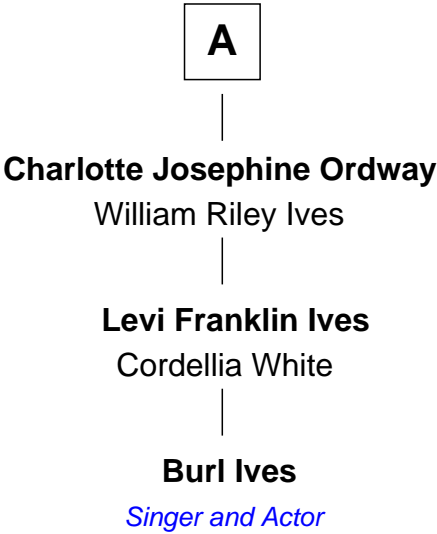 A
Charlotte Josephine Ordway
William Riley Ives
Levi Franklin Ives
Cordellia White
Burl Ives
Singer and Actor